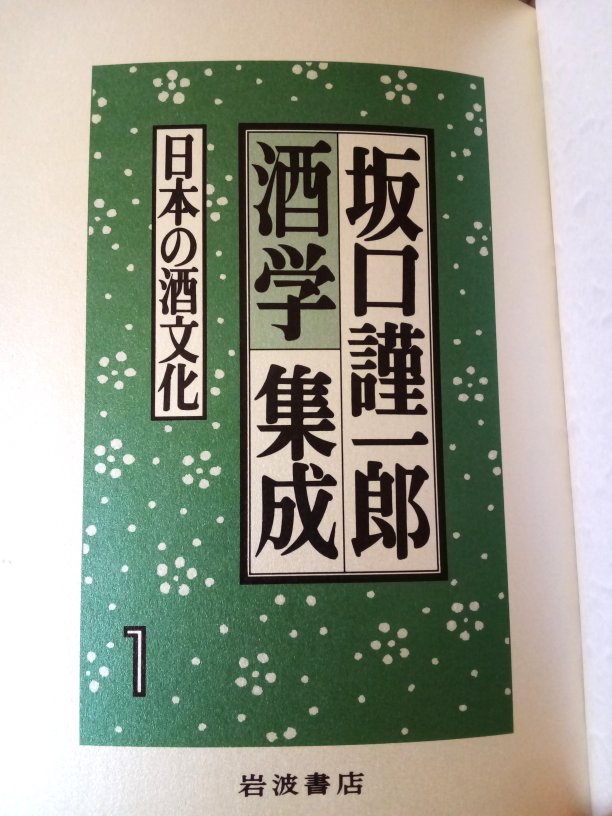 坂口謹一郎
酒学集成
日本の酒文化
1
岩波書店